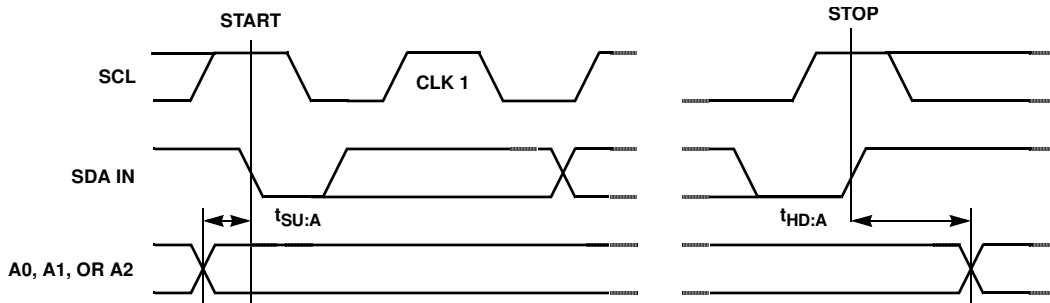 START
STOP
SCL
CLK 1
SDA IN
tSU:A
tHD:A
A0, A1, OR A2